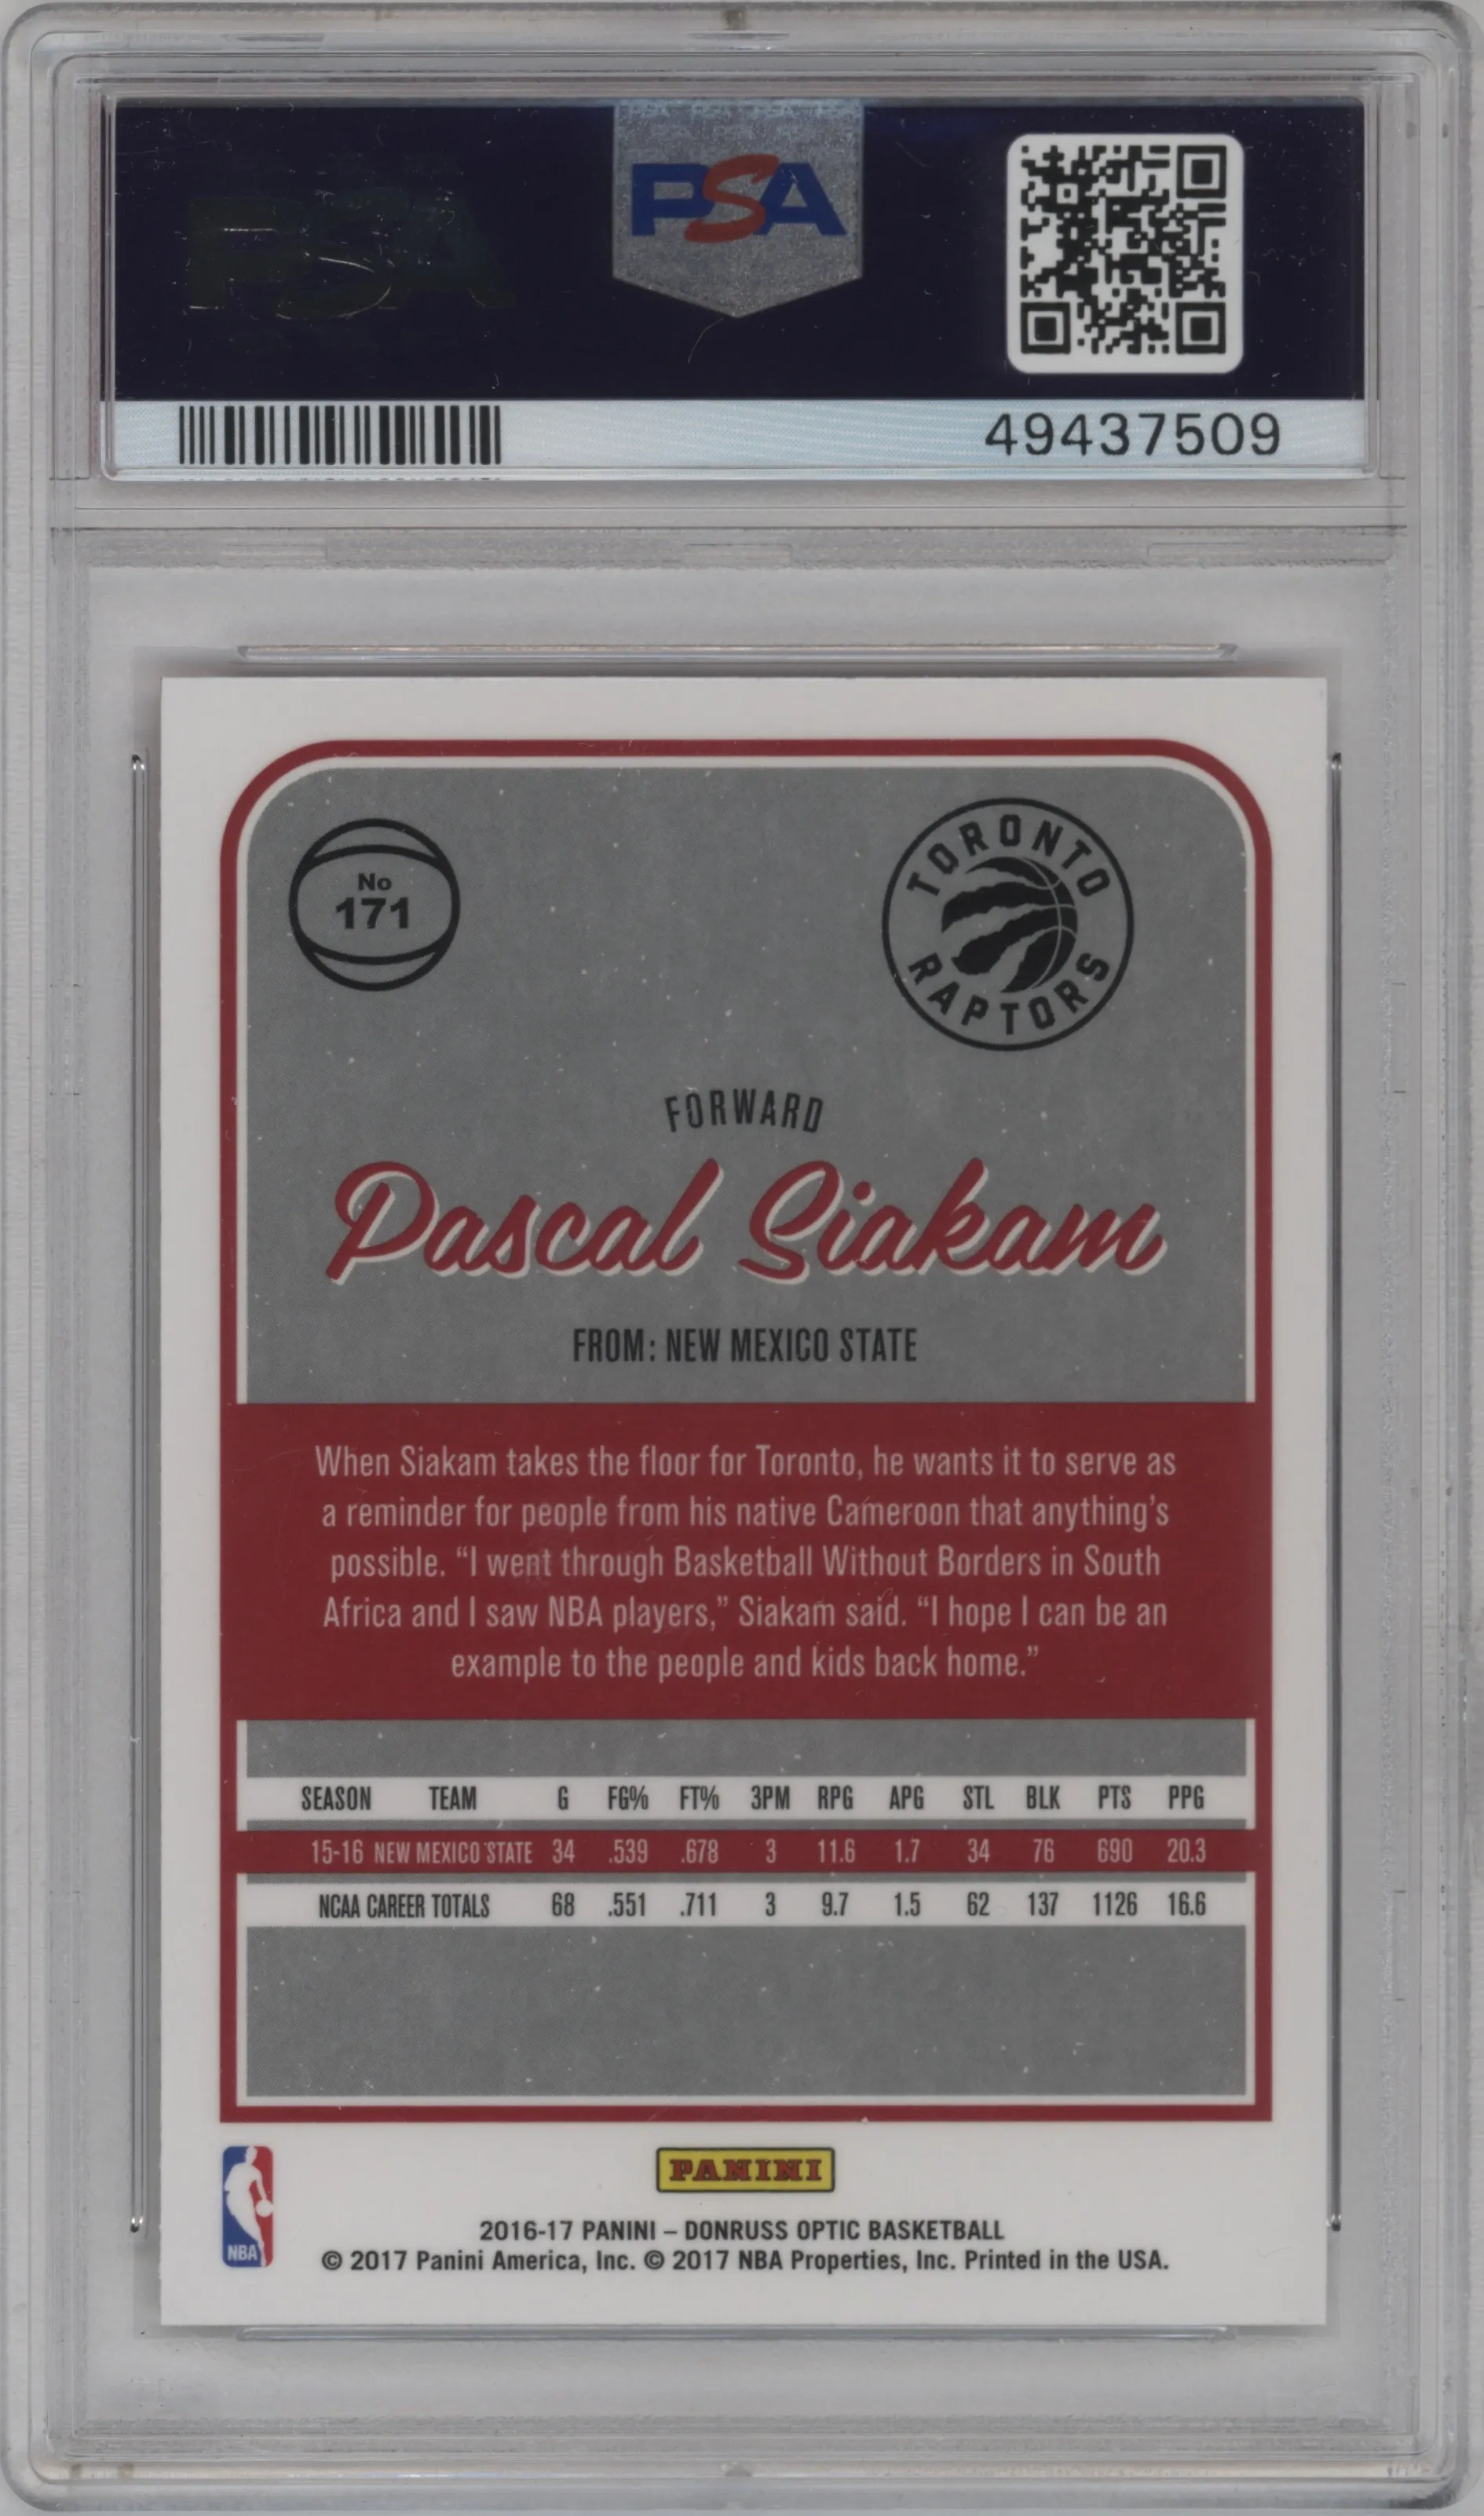 PSA
PSA
49437509
No
171
TORONTO
RAPTORS
FORWARD
Pascal Siakam
FROM: NEW MEXICO STATE
When Siakam takes the floor for Toronto, he wants it to serve as
a reminder for people from his native Cameroon that anything's
possible. “I went through Basketball Without Borders in South
Africa and I saw NBA players,” Siakam said. “I hope I can be an
example to the people and kids back home.”
SEASON TEAM G FG% FT% 3PM RPG APG STL BLK PTS PPG
15-16 NEW MEXICO STATE 34 .539 .678 3 11.6 1.7 34 76 690 20.3
NCAA CAREER TOTALS 68 .551 .711 3 9.7 1.5 62 137 1126 16.6
NBA
PANINI
2016-17 PANINI – DONRUSS OPTIC BASKETBALL
© 2017 Panini America, Inc. © 2017 NBA Properties, Inc. Printed in the USA.